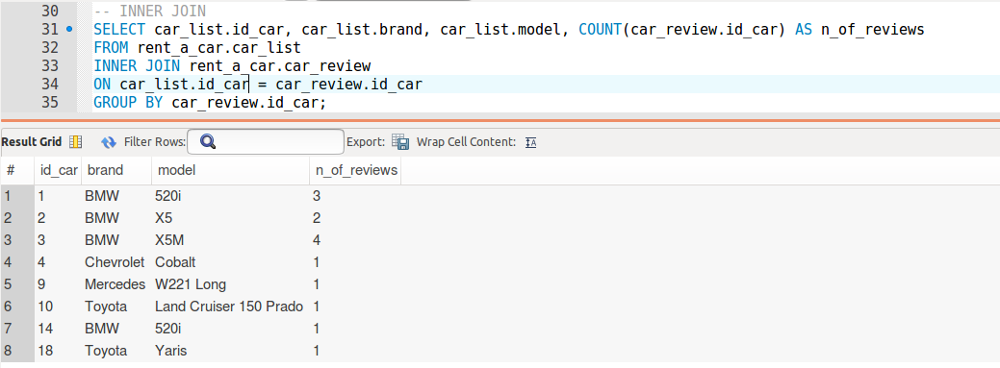 30 -- INNER JOIN
31 SELECT car_list.id_car, car_list.brand, car_list.model, COUNT(car_review.id_car) AS n_of_reviews
32 FROM rent_a_car.car_list
33 INNER JOIN rent_a_car.car_review
34 ON car_list.id_car = car_review.id_car
35 GROUP BY car_review.id_car;
Result Grid Filter Rows: Export: Wrap Cell Content: IA
# id_car brand model n_of_reviews
1 1 BMW 520i 3
2 2 BMW X5 2
3 3 BMW X5M 4
4 4 Chevrolet Cobalt 1
5 9 Mercedes W221 Long 1
6 10 Toyota Land Cruiser 150 Prado 1
7 14 BMW 520i 1
8 18 Toyota Yaris 1